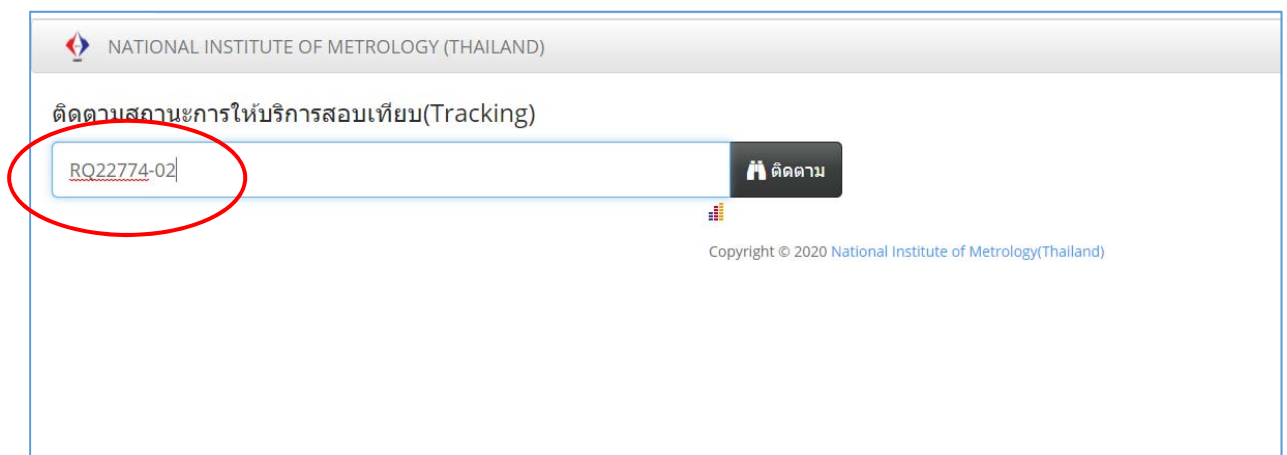 NATIONAL INSTITUTE OF METROLOGY (THAILAND)
ติดตามสถานะการให้บริการสอบเทียบ(Tracking)
RQ22774-02
ติดตาม
Copyright © 2020 National Institute of Metrology(Thailand)